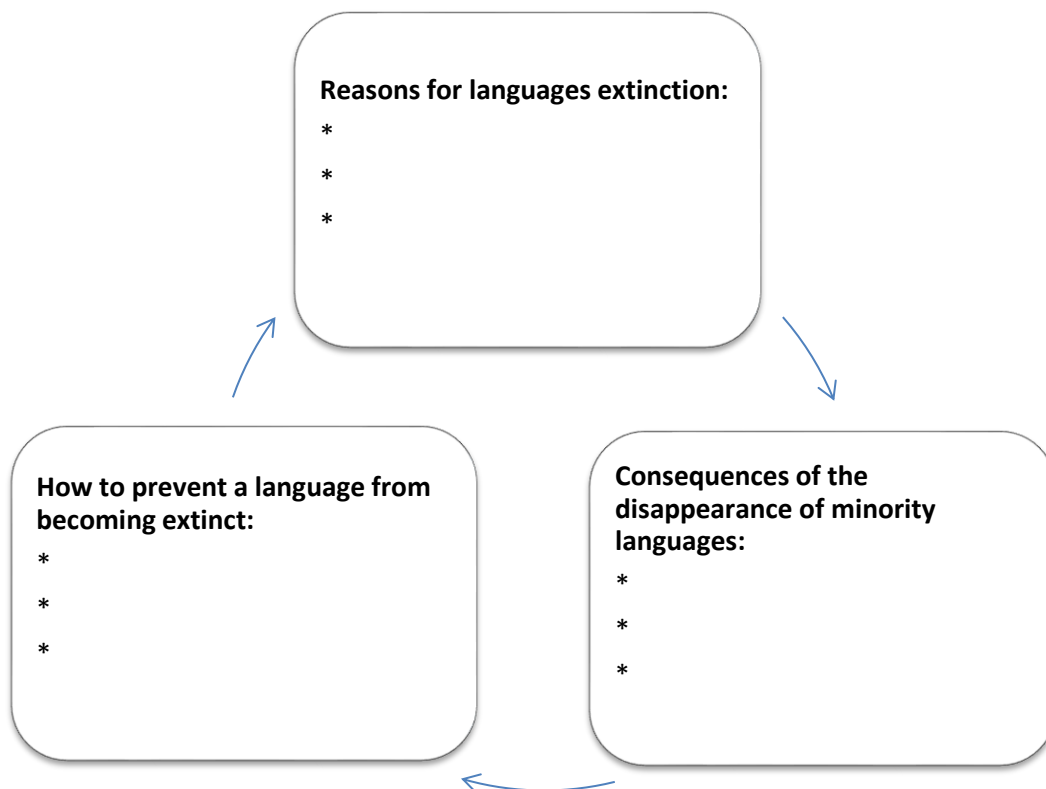 Reasons for languages extinction:
*
*
*
How to prevent a language from
becoming extinct:
*
*
*
Consequences of the
disappearance of minority
languages:
*
*
*